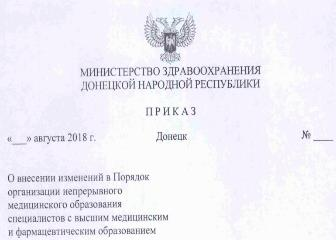 МИНИСТЕРСТВО ЗДРАВООХРАНЕНИЯ
ДОНЕЦКОЙ НАРОДНОЙ РЕСПУБЛИКИ
ПРИКАЗ
«___» августа 2018 г. Донецк № ____
О внесении изменений в Порядок
организации непрерывного
медицинского образования
специалистов с высшим медицинским
и фармацевтическим образованием